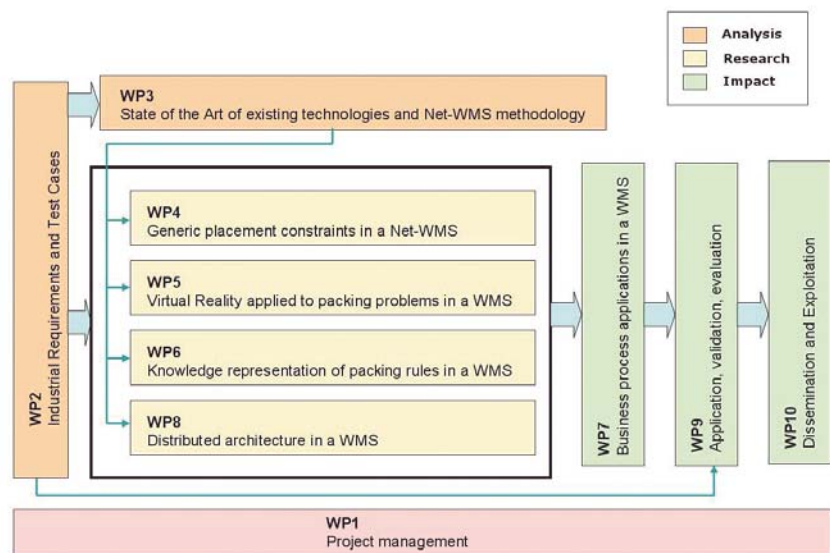 Analysis
Research
Impact
WP3
State of the Art of existing technologies and Net-WMS methodology
WP2
Industrial Requirements and Test Cases
WP4
Generic placement constraints in a Net-WMS
WP5
Virtual Reality applied to packing problems in a WMS
WP6
Knowledge representation of packing rules in a WMS
WP8
Distributed architecture in a WMS
WP7
Business process applications in a WMS
WP9
Application, validation, evaluation
WP10
Dissemination and Exploitation
WP1
Project management